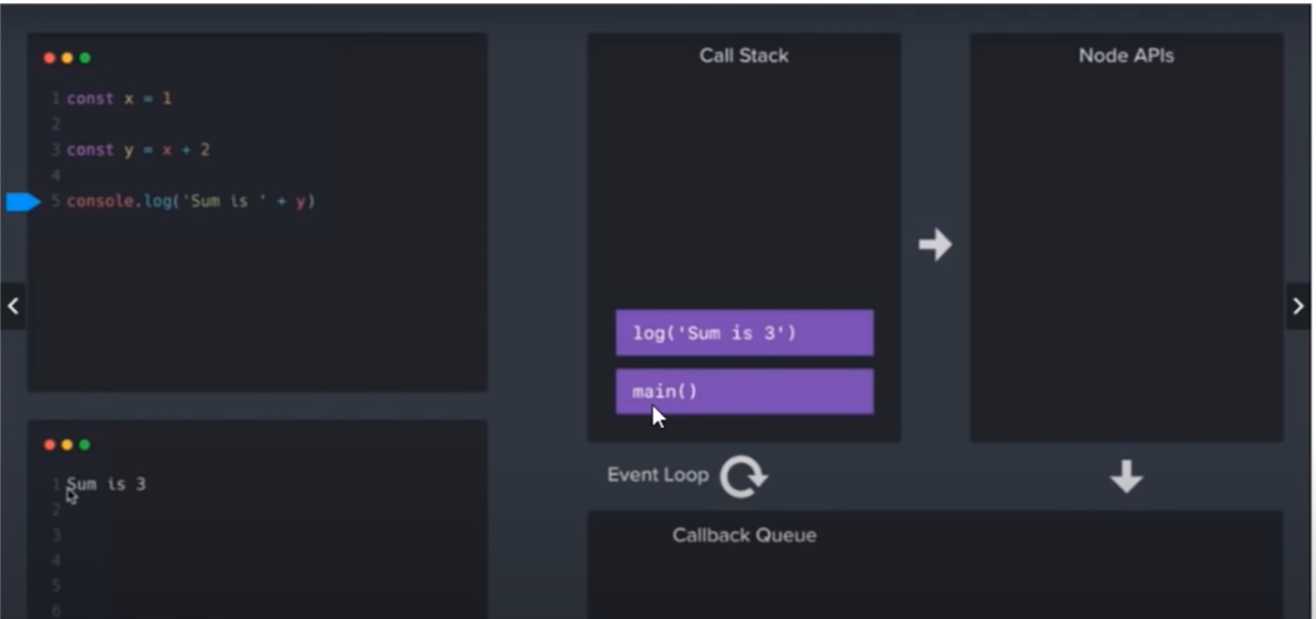 1 const x = 1
2
3 const y = x + 2
4
5 console.log('Sum is ' + y)
Call Stack
log('Sum is 3')
main()
Node APIs
Event Loop
Callback Queue
1 Sum is 3
2
3
4
5
6